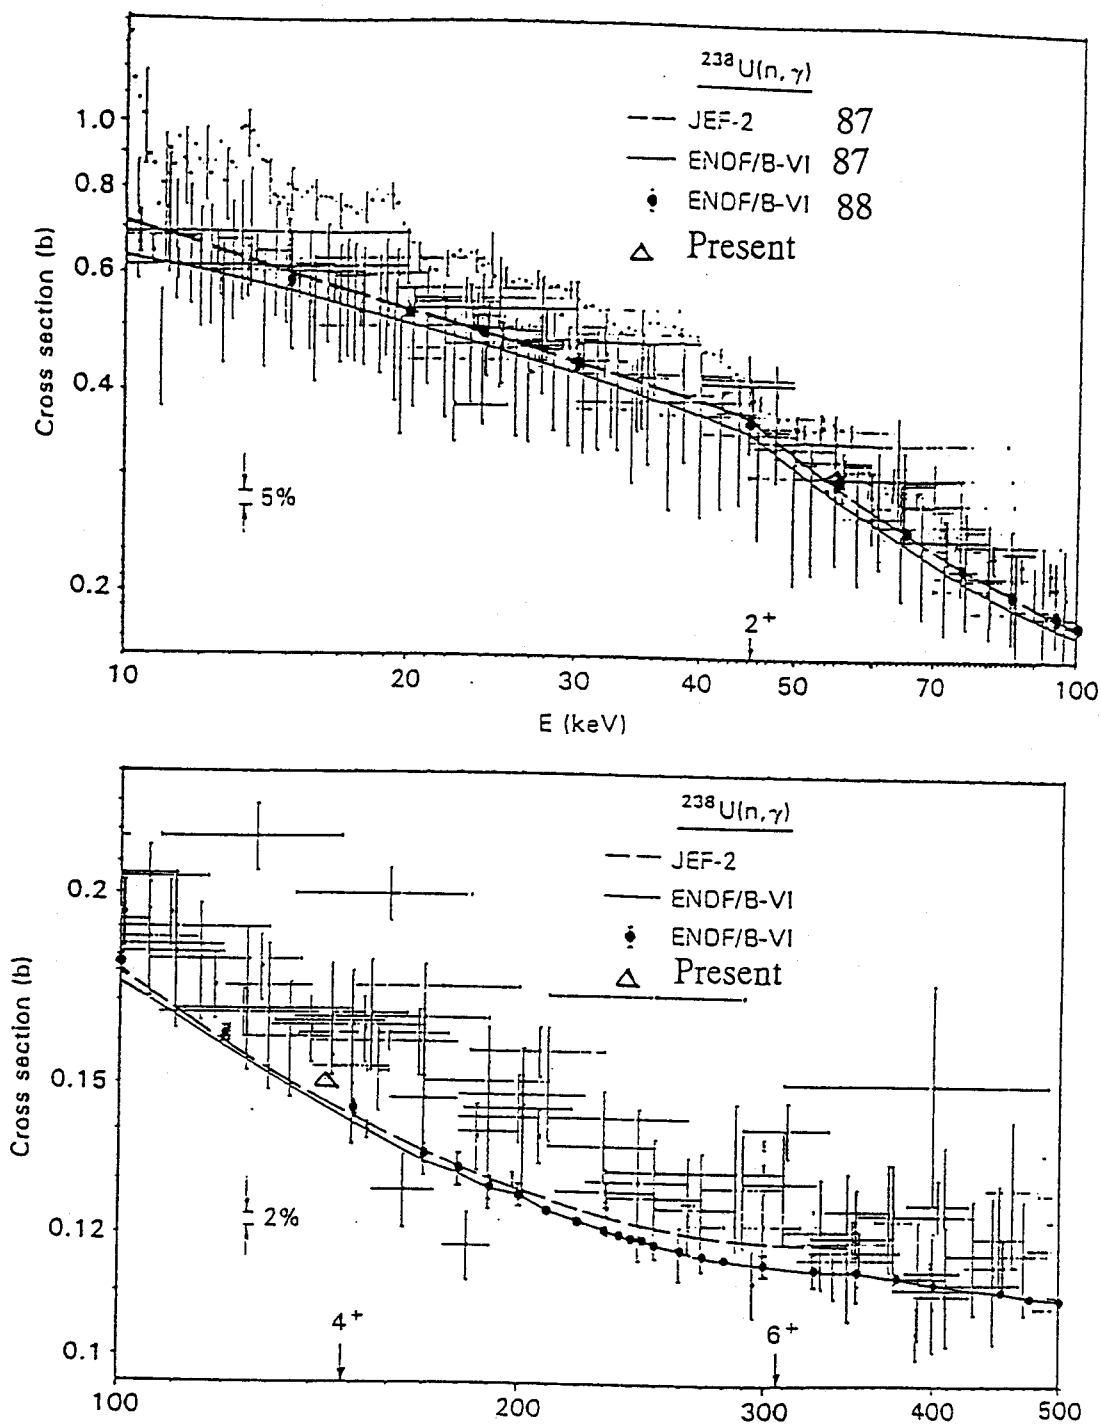 ²³⁸U(n,γ)
JEF-2 87
ENDF/B-VI 87
ENDF/B-VI 88
Present
Cross section (b)
1.0
0.8
0.6
0.4
0.2
5%
2⁺
10 20 30 40 50 70 100
E (keV)
²³⁸U(n,γ)
JEF-2
ENDF/B-VI
ENDF/B-VI
Present
Cross section (b)
0.2
0.15
0.12
0.1
2%
4⁺
6⁺
100 200 300 400 500